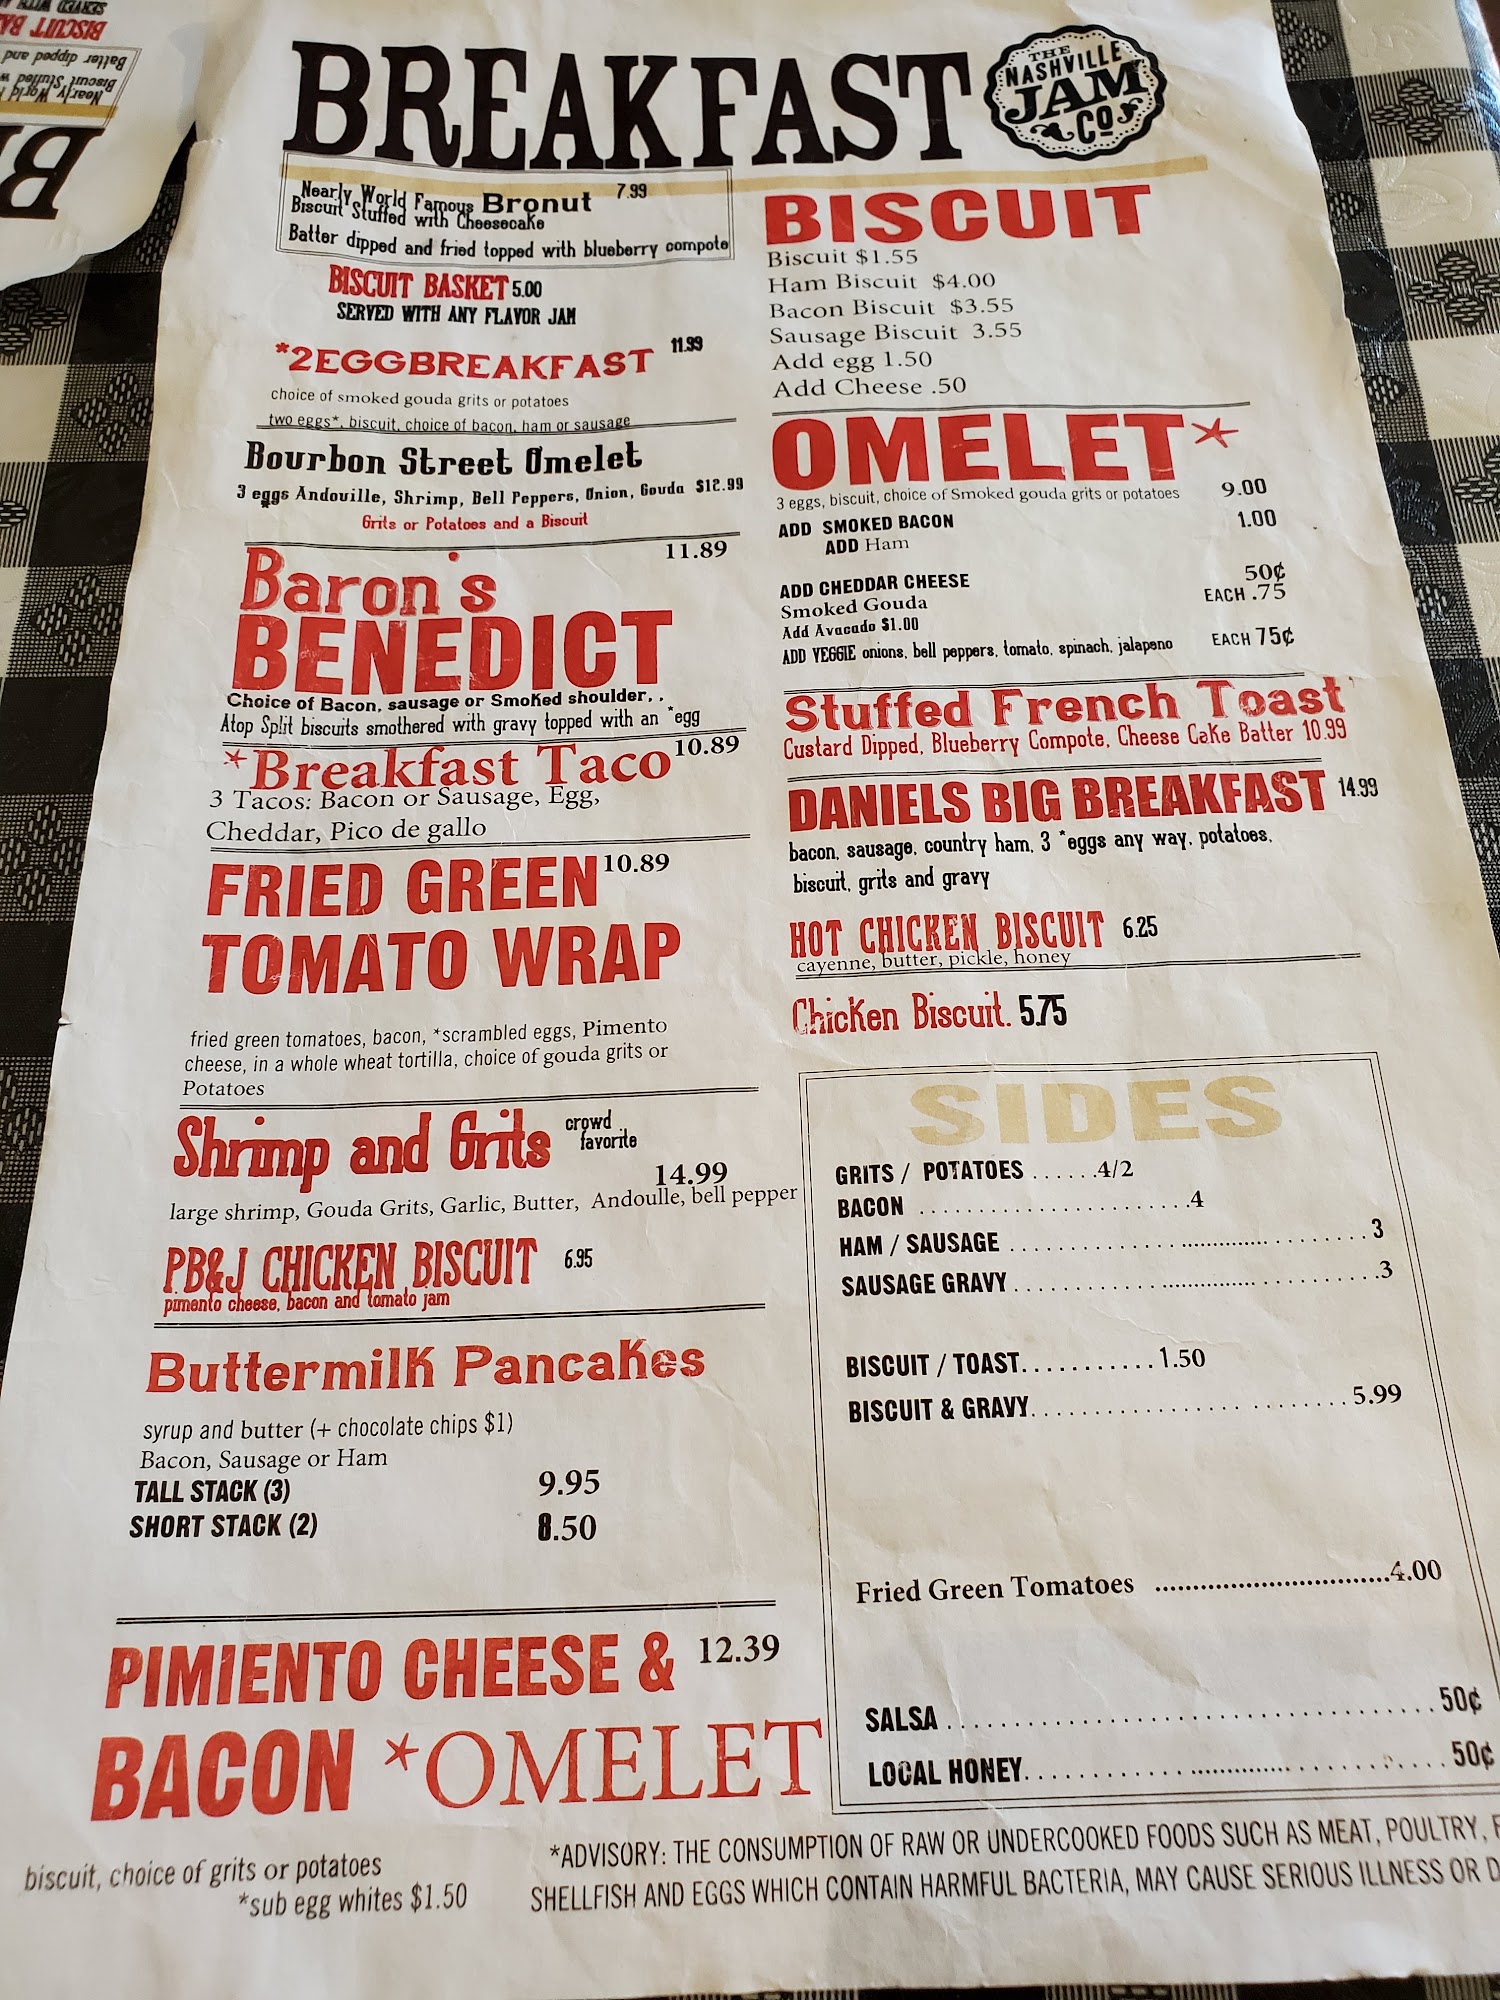 BREAKFAST
THE
NASHVILLE
JAM
CO
Nearly World Famous Bronut 7.99
Biscuit Stuffed with Cheesecake
Batter dipped and fried topped with blueberry compote
BISCUIT BASKET 5.00
SERVED WITH ANY FLAVOR JAM
*2EGGBREAKFAST 11.99
choice of smoked gouda grits or potatoes
two eggs*, biscuit, choice of bacon, ham or sausage
Bourbon Street Omelet
3 eggs Andouille, Shrimp, Bell Peppers, Onion, Gouda $12.99
Grits or Potatoes and a Biscuit
Baron's 11.89
BENEDICT
Choice of Bacon, sausage or Smoked shoulder, .
Atop Split biscuits smothered with gravy topped with an *egg
*Breakfast Taco 10.89
3 Tacos: Bacon or Sausage, Egg,
Cheddar, Pico de gallo
FRIED GREEN 10.89
TOMATO WRAP
fried green tomatoes, bacon, *scrambled eggs, Pimento
cheese, in a whole wheat tortilla, choice of gouda grits or
Potatoes
Shrimp and Grits crowd
favorite
14.99
large shrimp, Gouda Grits, Garlic, Butter, Andoulle, bell pepper
PB&J CHICKEN BISCUIT 6.95
pimento cheese, bacon and tomato jam
Buttermilk Pancakes
syrup and butter (+ chocolate chips $1)
Bacon, Sausage or Ham
TALL STACK (3) 9.95
SHORT STACK (2) 8.50
PIMIENTO CHEESE & 12.39
BACON *OMELET
biscuit, choice of grits or potatoes
*sub egg whites $1.50
BISCUIT
Biscuit $1.55
Ham Biscuit $4.00
Bacon Biscuit $3.55
Sausage Biscuit 3.55
Add egg 1.50
Add Cheese .50
OMELET*
3 eggs, biscuit, choice of Smoked gouda grits or potatoes 9.00
ADD SMOKED BACON 1.00
ADD Ham
ADD CHEDDAR CHEESE 50¢
Smoked Gouda EACH .75
Add Avacado $1.00
ADD VEGGIE onions, bell peppers, tomato, spinach, jalapeno EACH 75¢
Stuffed French Toast
Custard Dipped, Blueberry Compote, Cheese Cake Batter 10.99
DANIELS BIG BREAKFAST 14.99
bacon, sausage, country ham, 3 *eggs any way, potatoes,
biscuit, grits and gravy
HOT CHICKEN BISCUIT 6.25
cayenne, butter, pickle, honey
Chicken Biscuit. 5.75
SIDES
GRITS / POTATOES ......4/2
BACON .......................4
HAM / SAUSAGE .......................3
SAUSAGE GRAVY.......................3
BISCUIT / TOAST............1.50
BISCUIT & GRAVY.......................5.99
Fried Green Tomatoes ...............................4.00
SALSA.......................50¢
LOCAL HONEY.......................50¢
*ADVISORY: THE CONSUMPTION OF RAW OR UNDERCOOKED FOODS SUCH AS MEAT, POULTRY, F
SHELLFISH AND EGGS WHICH CONTAIN HARMFUL BACTERIA, MAY CAUSE SERIOUS ILLNESS OR D